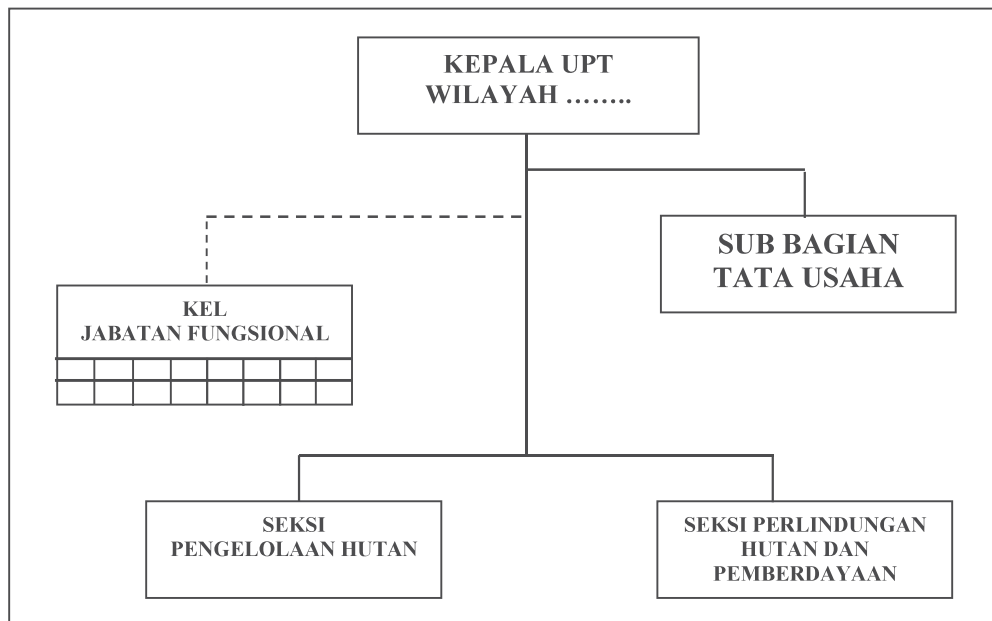 KEPALA UPT
WILAYAH ……..
SUB BAGIAN
TATA USAHA
KEL
JABATAN FUNGSIONAL
SEKSI
PENGELOLAAN HUTAN
SEKSI PERLINDUNGAN
HUTAN DAN
PEMBERDAYAAN